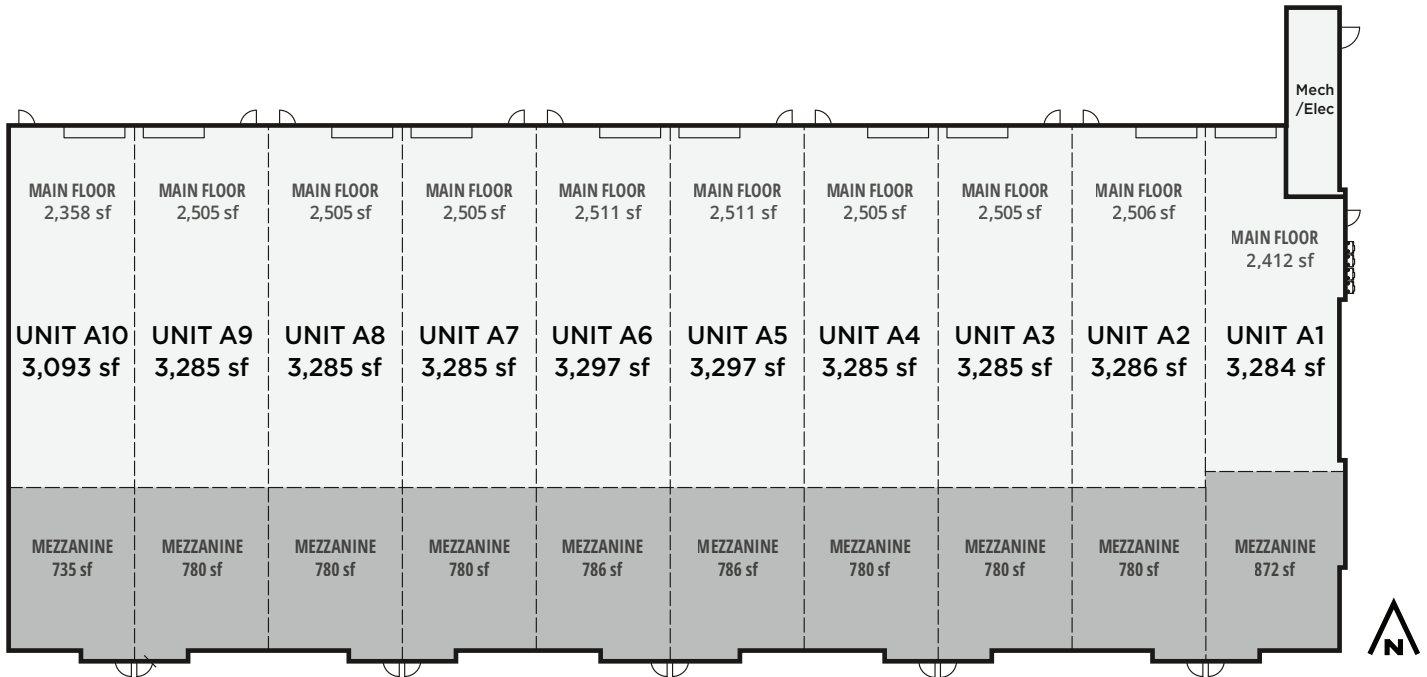 Mech
/Elec
MAIN FLOOR
2,358 sf
MAIN FLOOR
2,505 sf
MAIN FLOOR
2,505 sf
MAIN FLOOR
2,505 sf
MAIN FLOOR
2,511 sf
MAIN FLOOR
2,511 sf
MAIN FLOOR
2,505 sf
MAIN FLOOR
2,505 sf
MAIN FLOOR
2,506 sf
MAIN FLOOR
2,412 sf
UNIT A10
3,093 sf
UNIT A9
3,285 sf
UNIT A8
3,285 sf
UNIT A7
3,285 sf
UNIT A6
3,297 sf
UNIT A5
3,297 sf
UNIT A4
3,285 sf
UNIT A3
3,285 sf
UNIT A2
3,286 sf
UNIT A1
3,284 sf
MEZZANINE
735 sf
MEZZANINE
780 sf
MEZZANINE
780 sf
MEZZANINE
780 sf
MEZZANINE
786 sf
MEZZANINE
786 sf
MEZZANINE
780 sf
MEZZANINE
780 sf
MEZZANINE
780 sf
MEZZANINE
872 sf
N